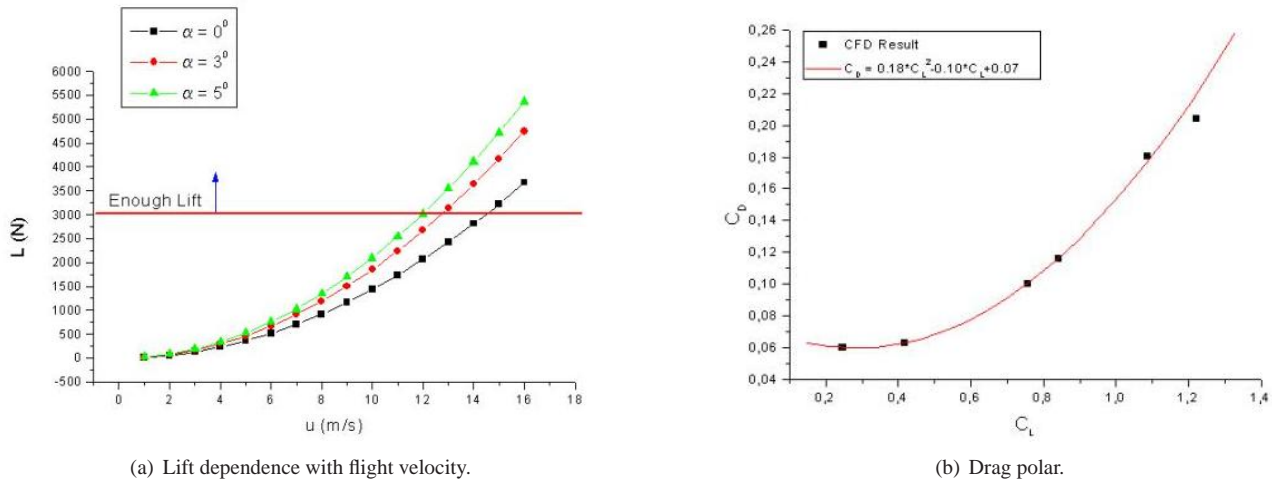 α = 0⁰
α = 3⁰
α = 5⁰
6000
5500
5000
4500
4000
3500
3000
2500
2000
1500
1000
500
0
-500
L (N)
Enough Lift
0 2 4 6 8 10 12 14 16 18
u (m/s)
(a) Lift dependence with flight velocity.
CFD Result
C_D = 0.18*C_L^2-0.10*C_L+0.07
0,26
0,24
0,22
0,20
0,18
0,16
0,14
0,12
0,10
0,08
0,06
0,04
C_D
0,2 0,4 0,6 0,8 1,0 1,2 1,4
C_L
(b) Drag polar.